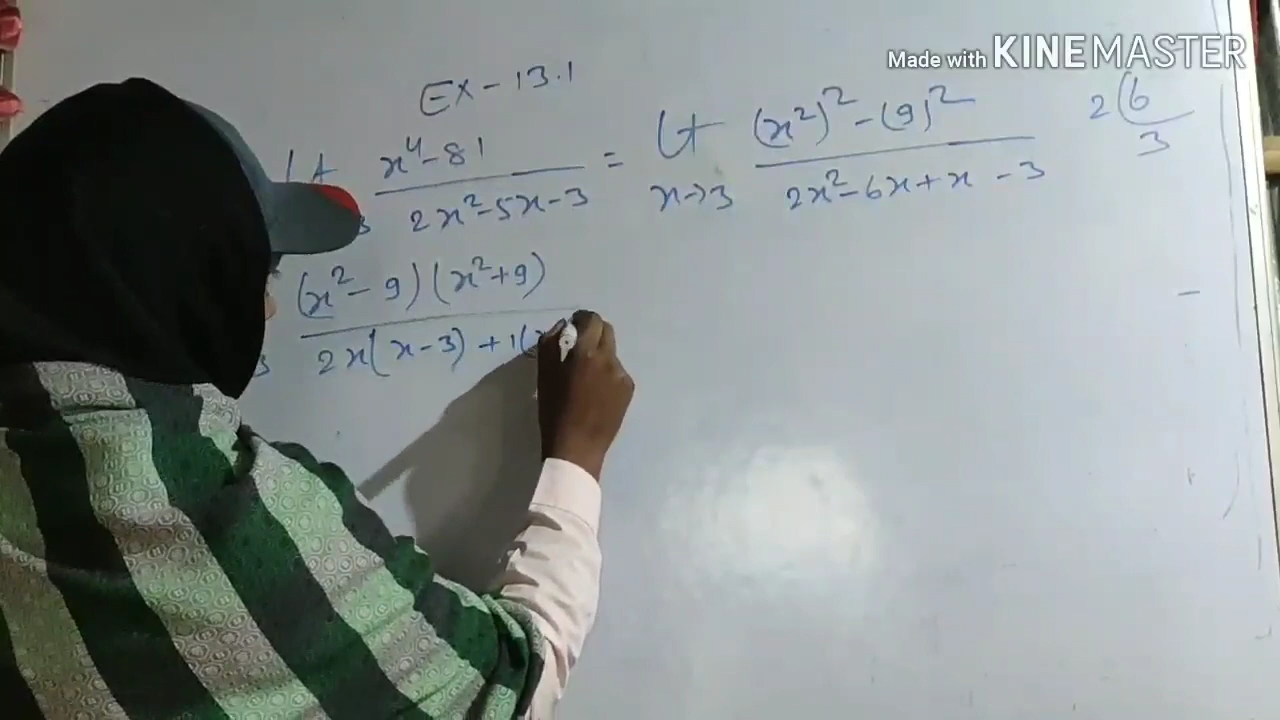 Made with KINEMASTER
EX - 13.1
Lt x⁴-81 / 2x²-5x-3 = Lt x→3 (x²)²-(9)² / 2x²-6x+x-3
2(6 / 3
3 (x²-9)(x²+9) / 2x(x-3)+1(x